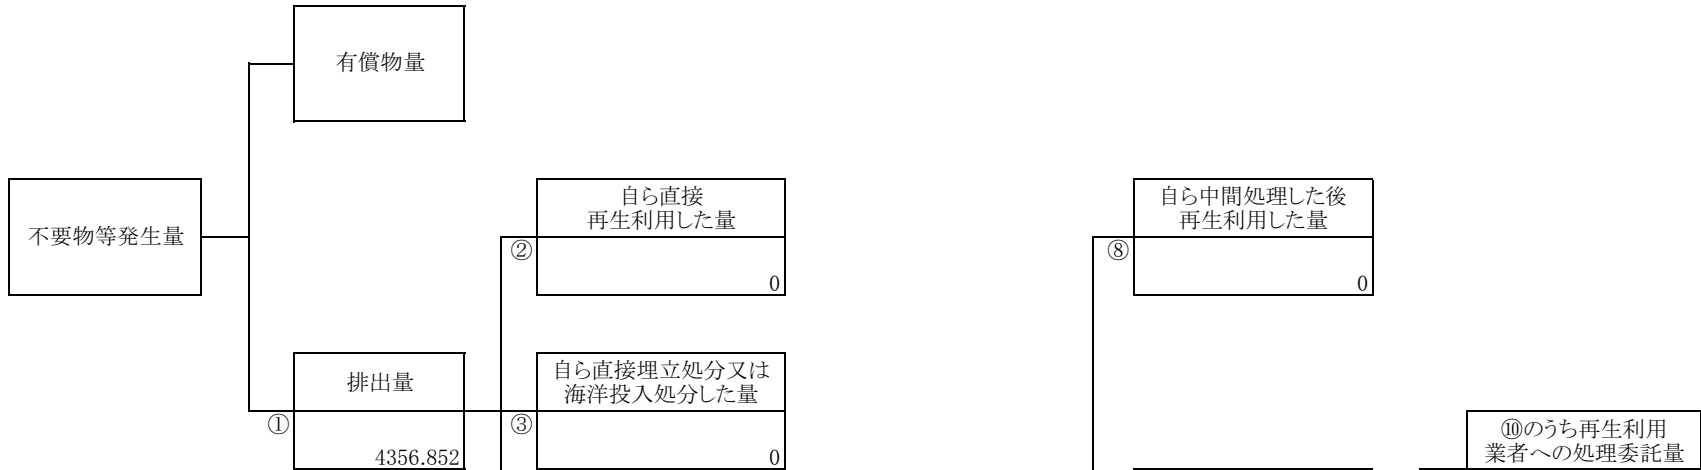 有償物量
不要物等発生量
自ら直接
再生利用した量
②
0
自ら中間処理した後
再生利用した量
⑧
0
排出量
①
4356.852
自ら直接埋立処分又は
海洋投入処分した量
③
0
⑩のうち再生利用
業者への処理委託量